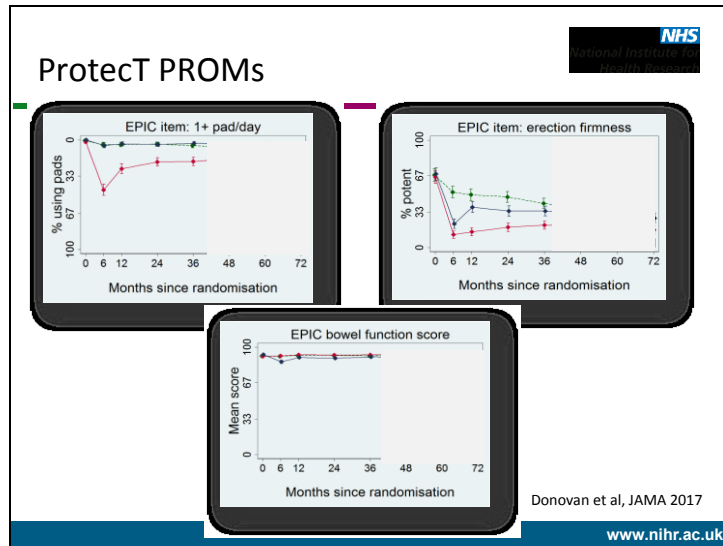 ProtecT PROMs
NHS
National Institute for
Health Research
EPIC item: 1+ pad/day
% using pads
0
33
67
100
0 6 12 24 36 48 60 72
Months since randomisation
EPIC item: erection firmness
% potent
100
67
33
0
0 6 12 24 36 48 60 72
Months since randomisation
EPIC bowel function score
Mean score
100
67
33
0
0 6 12 24 36 48 60 72
Months since randomisation
Donovan et al, JAMA 2017
www.nihr.ac.uk